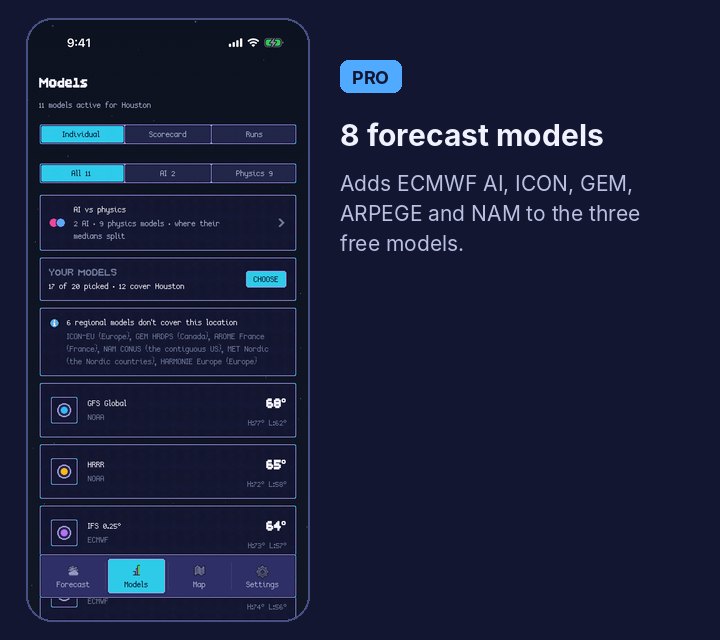 9:41
Models
11 models active for Houston
Individual
Scorecard
Runs
All 11
AI 2
Physics 9
AI vs physics
2 AI · 9 physics models · where their
medians split
YOUR MODELS
17 of 20 picked · 12 cover Houston
CHOOSE
6 regional models don't cover this location
ICON-EU (Europe), GEM HRDPS (Canada), AROME France
(France), NAM CONUS (the contiguous US), MET Nordic
(the Nordic countries), HARMONIE Europe (Europe)
GFS Global
NOAA
68°
H:77° L:62°
HRRR
NOAA
65°
H:72° L:58°
IFS 0.25°
ECMWF
64°
H:73° L:57°
Forecast
Models
Map
Settings
ECMWF
H:74° L:56°
PRO
8 forecast models
Adds ECMWF AI, ICON, GEM,
ARPEGE and NAM to the three
free models.